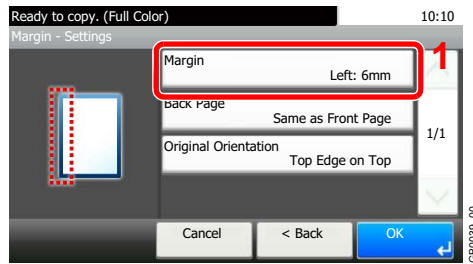 Ready to copy. (Full Color)
10:10
Margin - Settings
Margin
Left: 6mm
1
Back Page
Same as Front Page
1/1
Original Orientation
Top Edge on Top
Cancel
< Back
OK